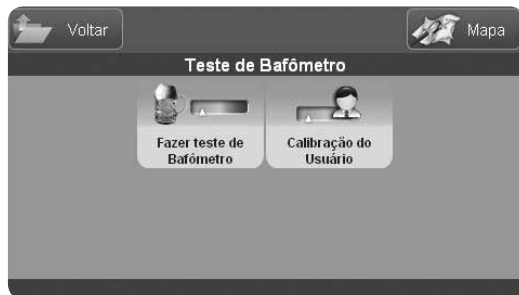 Voltar
Mapa
Teste de Bafômetro
Fazer teste de
Bafômetro
Calibração do
Usuário